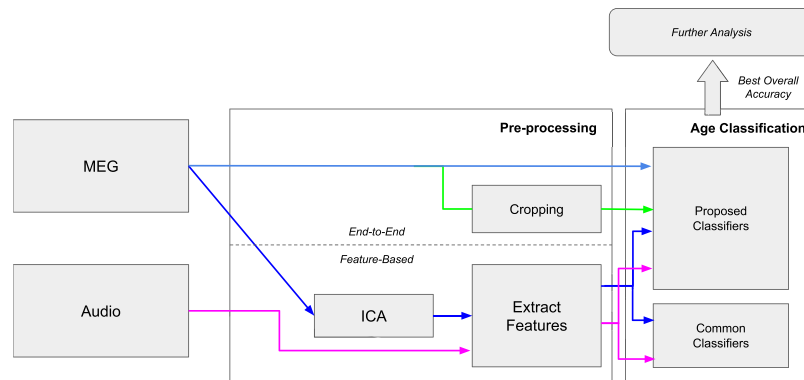 Further Analysis
Best Overall
Accuracy
Pre-processing
Age Classification
MEG
Cropping
Proposed
Classifiers
End-to-End
Feature-Based
Audio
ICA
Extract
Features
Common
Classifiers